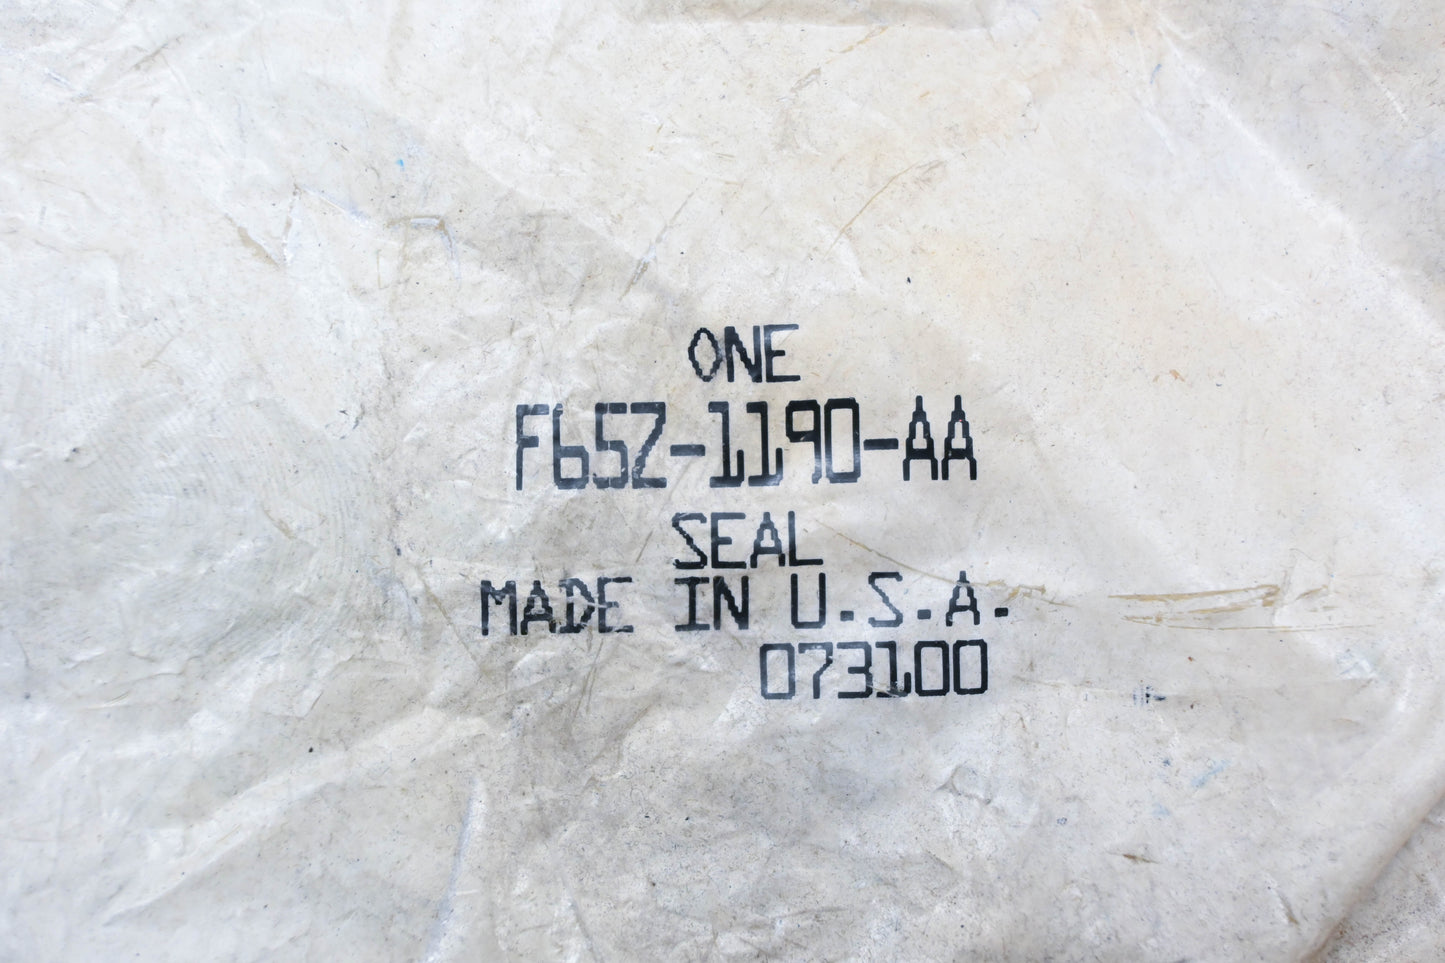 ONE
F65Z-1190-AA
SEAL
MADE IN U.S.A.
073100